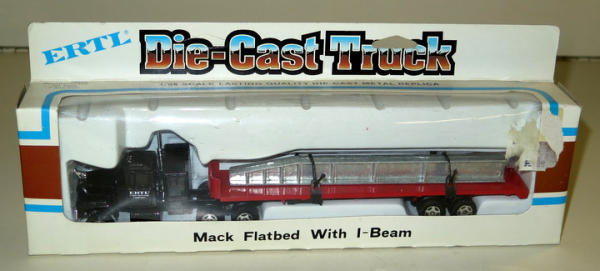 ERTL®
Die-Cast Truck
1/64 SCALE LASTING QUALITY DIE CAST METAL REPLICA
ERTL
Mack Flatbed With I-Beam